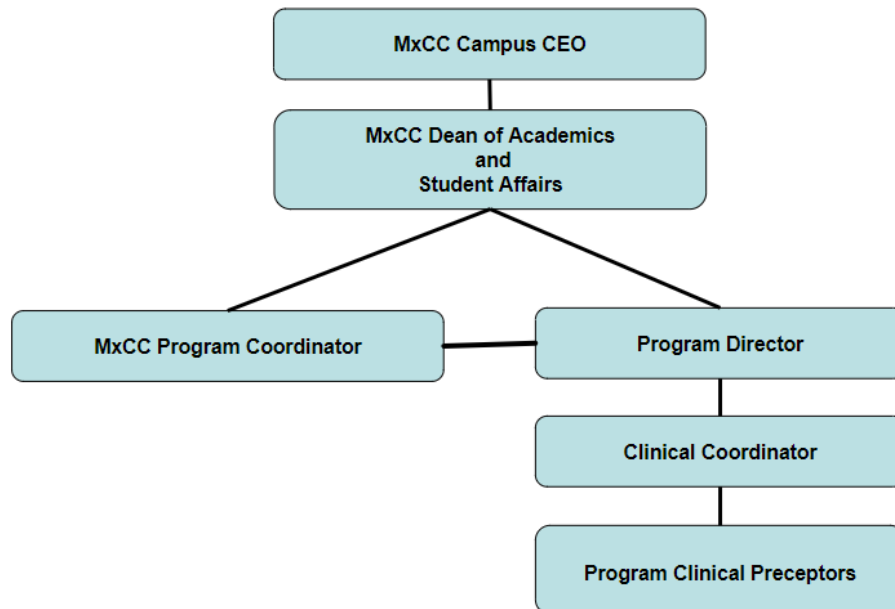 MxCC Campus CEO
MxCC Dean of Academics
and
Student Affairs
MxCC Program Coordinator
Program Director
Clinical Coordinator
Program Clinical Preceptors